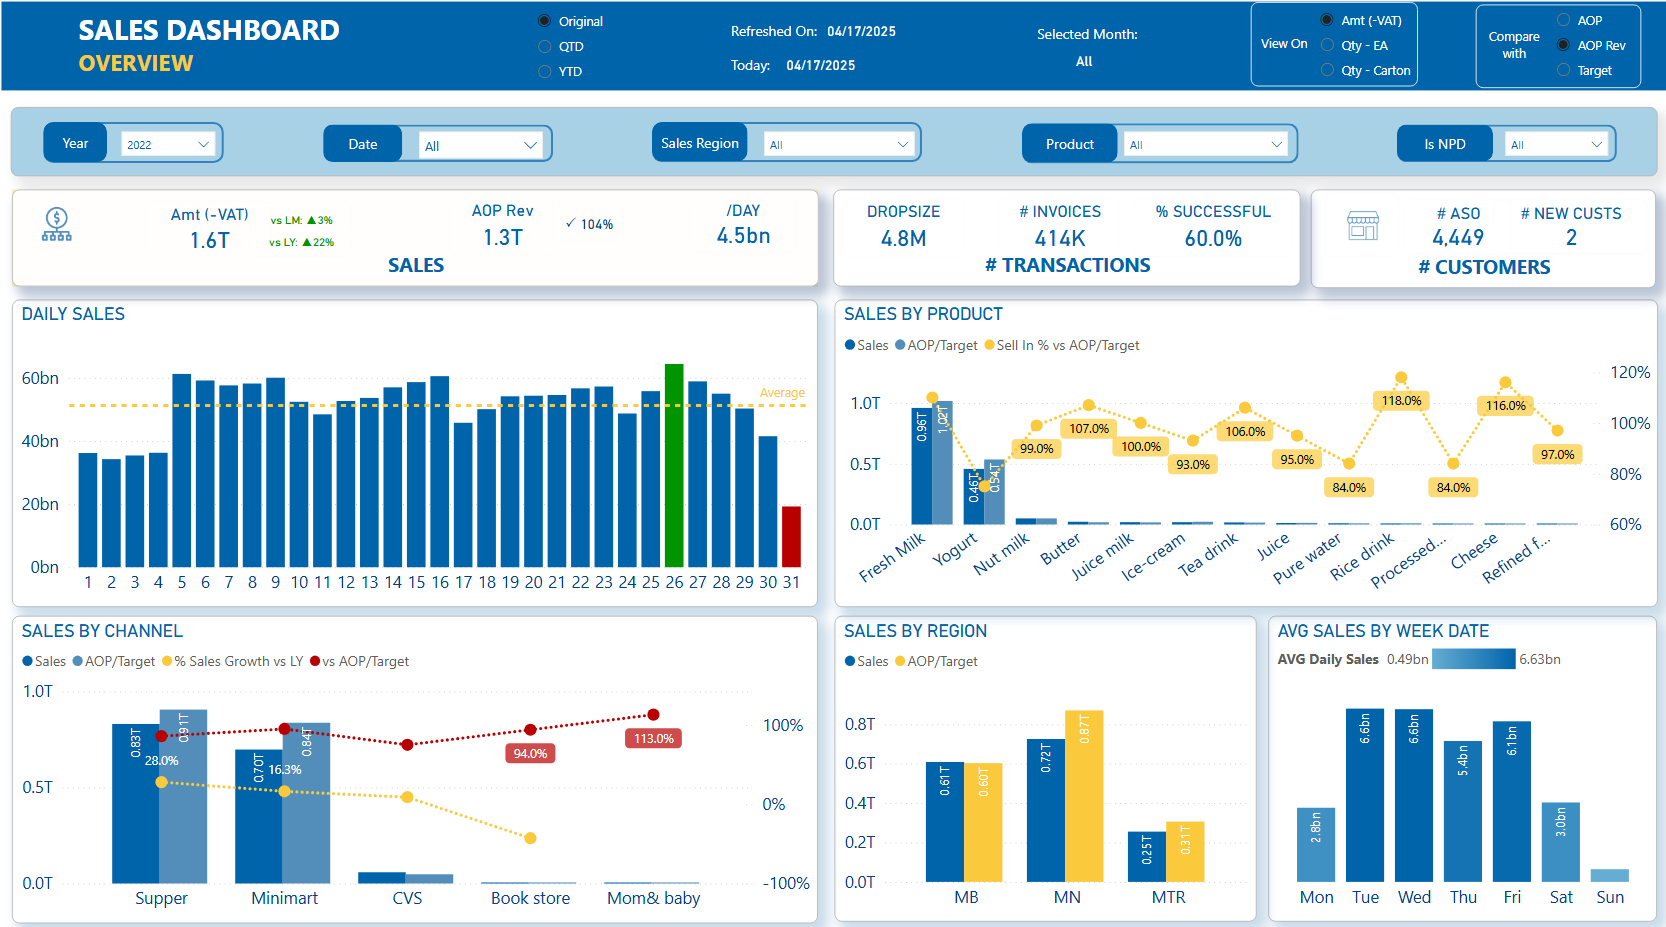 SALES DASHBOARD
OVERVIEW
Original
QTD
YTD
Refreshed On: 04/17/2025
Today: 04/17/2025
Selected Month:
All
View On
Amt (-VAT)
Qty - EA
Qty - Carton
Compare
with
AOP
AOP Rev
Target
Year
2022
Date
All
Sales Region
All
Product
All
Is NPD
All
Amt (-VAT)
1.6T
vs LM: ▲3%
vs LY: ▲22%
AOP Rev
1.3T
✓ 104%
/DAY
4.5bn
SALES
DROPSIZE
4.8M
# INVOICES
414K
% SUCCESSFUL
60.0%
# TRANSACTIONS
# ASO
4,449
# NEW CUSTS
2
# CUSTOMERS
DAILY SALES
60bn
40bn
20bn
0bn
Average
1 2 3 4 5 6 7 8 9 10 11 12 13 14 15 16 17 18 19 20 21 22 23 24 25 26 27 28 29 30 31
SALES BY PRODUCT
Sales AOP/Target Sell In % vs AOP/Target
1.0T
0.5T
0.0T
120%
100%
80%
60%
0.96T
1.02T
0.46T
0.54T
99.0%
107.0%
100.0%
93.0%
106.0%
95.0%
84.0%
118.0%
84.0%
116.0%
97.0%
Fresh Milk
Yogurt
Nut milk
Butter
Juice milk
Ice-cream
Tea drink
Juice
Pure water
Rice drink
Processed...
Cheese
Refined f...
SALES BY CHANNEL
Sales AOP/Target % Sales Growth vs LY vs AOP/Target
1.0T
0.5T
0.0T
100%
0%
-100%
0.83T
0.91T
28.0%
0.70T
0.84T
16.3%
94.0%
113.0%
Supper
Minimart
CVS
Book store
Mom& baby
SALES BY REGION
Sales AOP/Target
0.8T
0.6T
0.4T
0.2T
0.0T
0.61T
0.60T
0.72T
0.87T
0.25T
0.31T
MB
MN
MTR
AVG SALES BY WEEK DATE
AVG Daily Sales 0.49bn 6.63bn
2.8bn
6.6bn
6.6bn
5.4bn
6.1bn
3.0bn
Mon Tue Wed Thu Fri Sat Sun